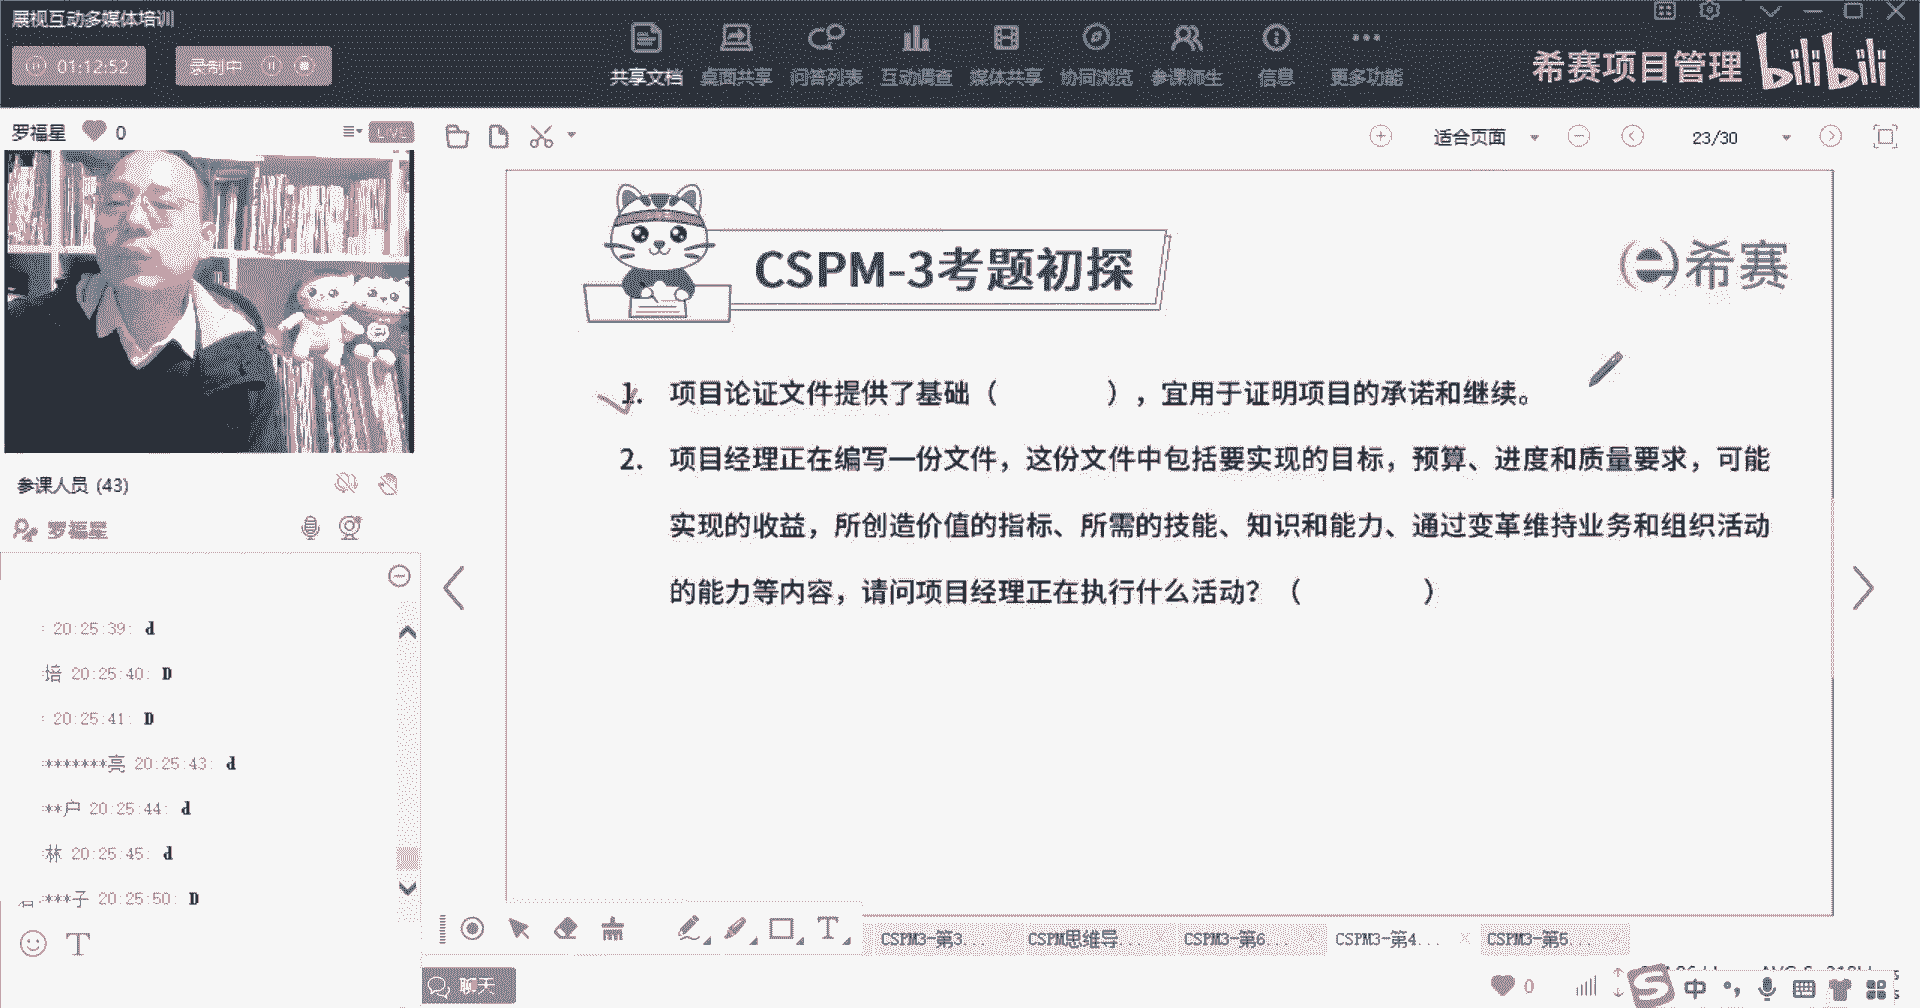 展视互动多媒体培训
01:12:52
录制中
共享文档
桌面共享
问答列表
互动调查
媒体共享
协同浏览
参课师生
信息
更多功能
希赛项目管理
bilibili
罗福星
0
LIVE
适合页面
23/30
CSPM-3考题初探
希赛
1. 项目论证文件提供了基础（ ），宜用于证明项目的承诺和继续。
2. 项目经理正在编写一份文件，这份文件中包括要实现的目标，预算、进度和质量要求，可能
实现的收益，所创造价值的指标、所需的技能、知识和能力、通过变革维持业务和组织活动
的能力等内容，请问项目经理正在执行什么活动？（ ）
参课人员 (43)
罗福星
: 20:25:39: d
:培 20:25:40: D
: 20:25:41: D
:*******亮 20:25:43: d
:**户 20:25:44: d
:林 20:25:45: d
:***子 20:25:50: D
T
T
CSPM3-第3...
CSPM思维导...
CSPM3-第6...
CSPM3-第4...
CSPM3-第5...
聊天
0
S
中